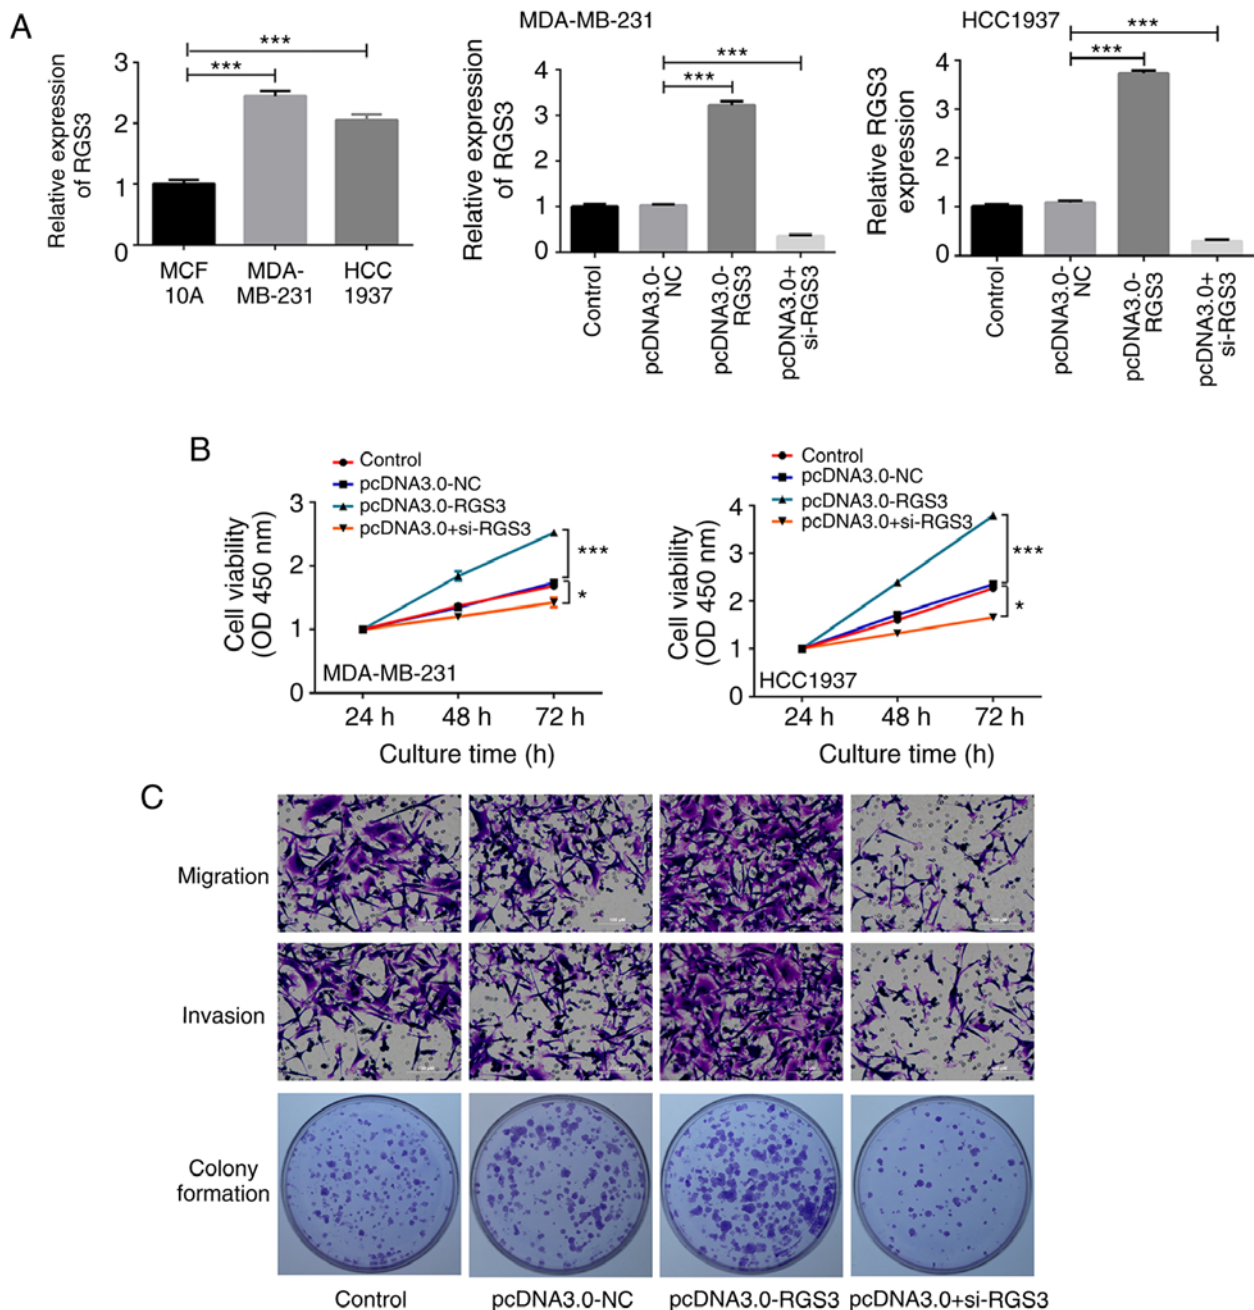 A
Relative expression
of RGS3
3
2
1
0
***
***
MCF
10A
MDA-
MB-231
HCC
1937
MDA-MB-231
Relative expression
of RGS3
4
3
2
1
0
***
***
Control
pcDNA3.0-
NC
pcDNA3.0-
RGS3
pcDNA3.0+
si-RGS3
HCC1937
Relative RGS3
expression
4
3
2
1
0
***
***
Control
pcDNA3.0-
NC
pcDNA3.0-
RGS3
pcDNA3.0+
si-RGS3
B
Control
pcDNA3.0-NC
pcDNA3.0-RGS3
pcDNA3.0+si-RGS3
Cell viability
(OD 450 nm)
3
2
1
0
***
*
MDA-MB-231
24 h 48 h 72 h
Culture time (h)
Control
pcDNA3.0-NC
pcDNA3.0-RGS3
pcDNA3.0+si-RGS3
Cell viability
(OD 450 nm)
4
3
2
1
0
***
*
HCC1937
24 h 48 h 72 h
Culture time (h)
C
Migration
Invasion
Colony
formation
Control pcDNA3.0-NC pcDNA3.0-RGS3 pcDNA3.0+si-RGS3